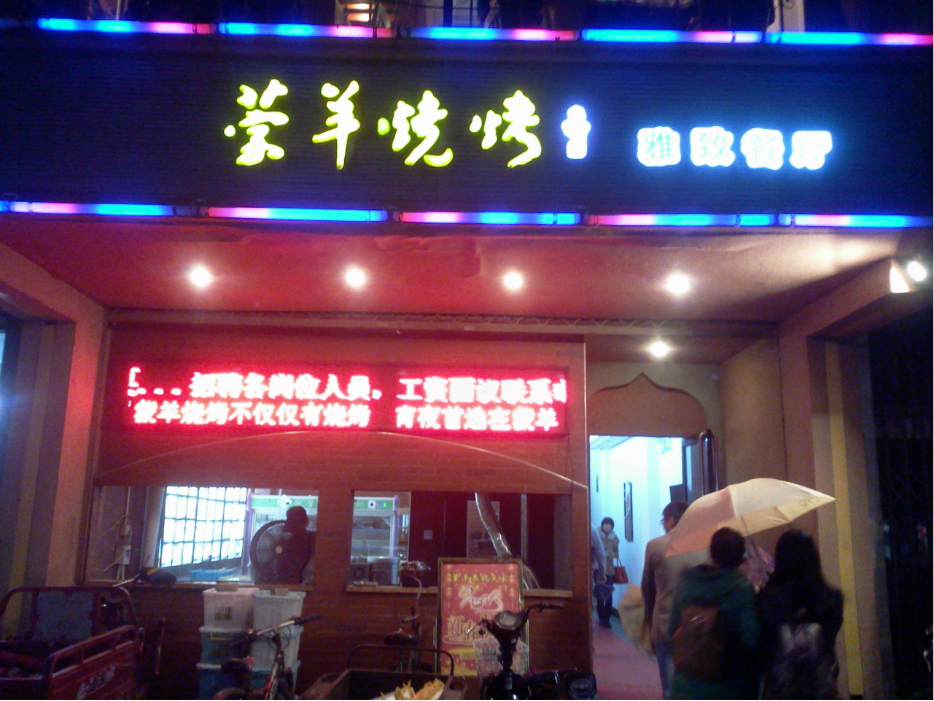 蒙羊烧烤 雅致餐厅
...招聘各岗位人员，工资面议联系
蒙羊烧烤不仅仅有烧烤 宵夜首选在蒙羊